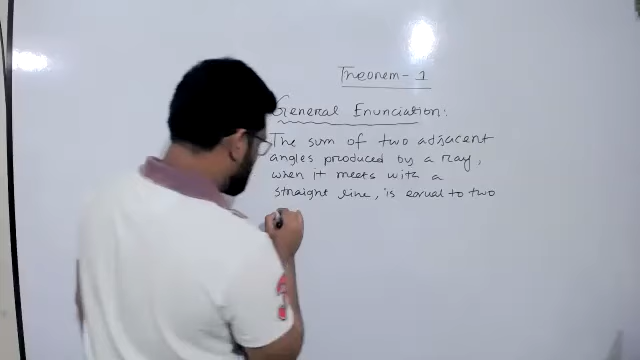 Theorem - 1
General Enunciation:
The sum of two adjacent
angles produced by a ray,
when it meets with a
straight line, is equal to two